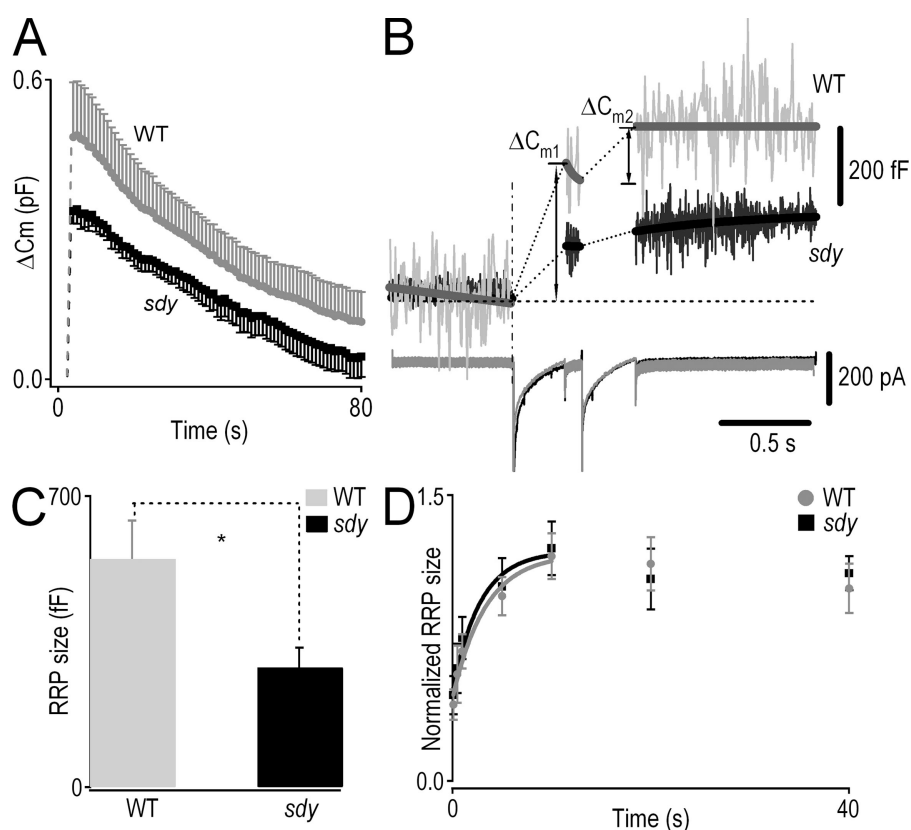 A
0.6
ΔCm (pF)
0.0
WT
sdy
0
80
Time (s)
B
WT
ΔCm1
ΔCm2
200 fF
sdy
200 pA
0.5 s
C
700
RRP size (fF)
0
WT
sdy
*
WT
sdy
D
1.5
Normalized RRP size
0.0
WT
sdy
0
40
Time (s)